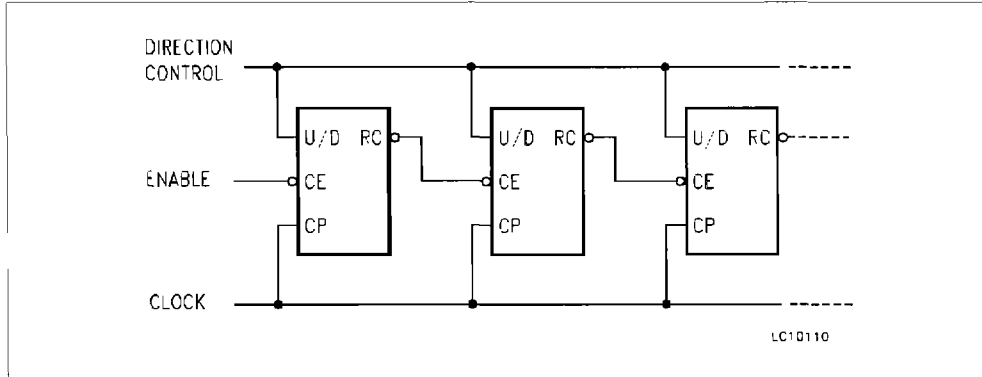 DIRECTION
CONTROL
U/D RC
U/D RC
U/D RC
ENABLE
CE
CE
CE
CP
CP
CP
CLOCK
LC10110